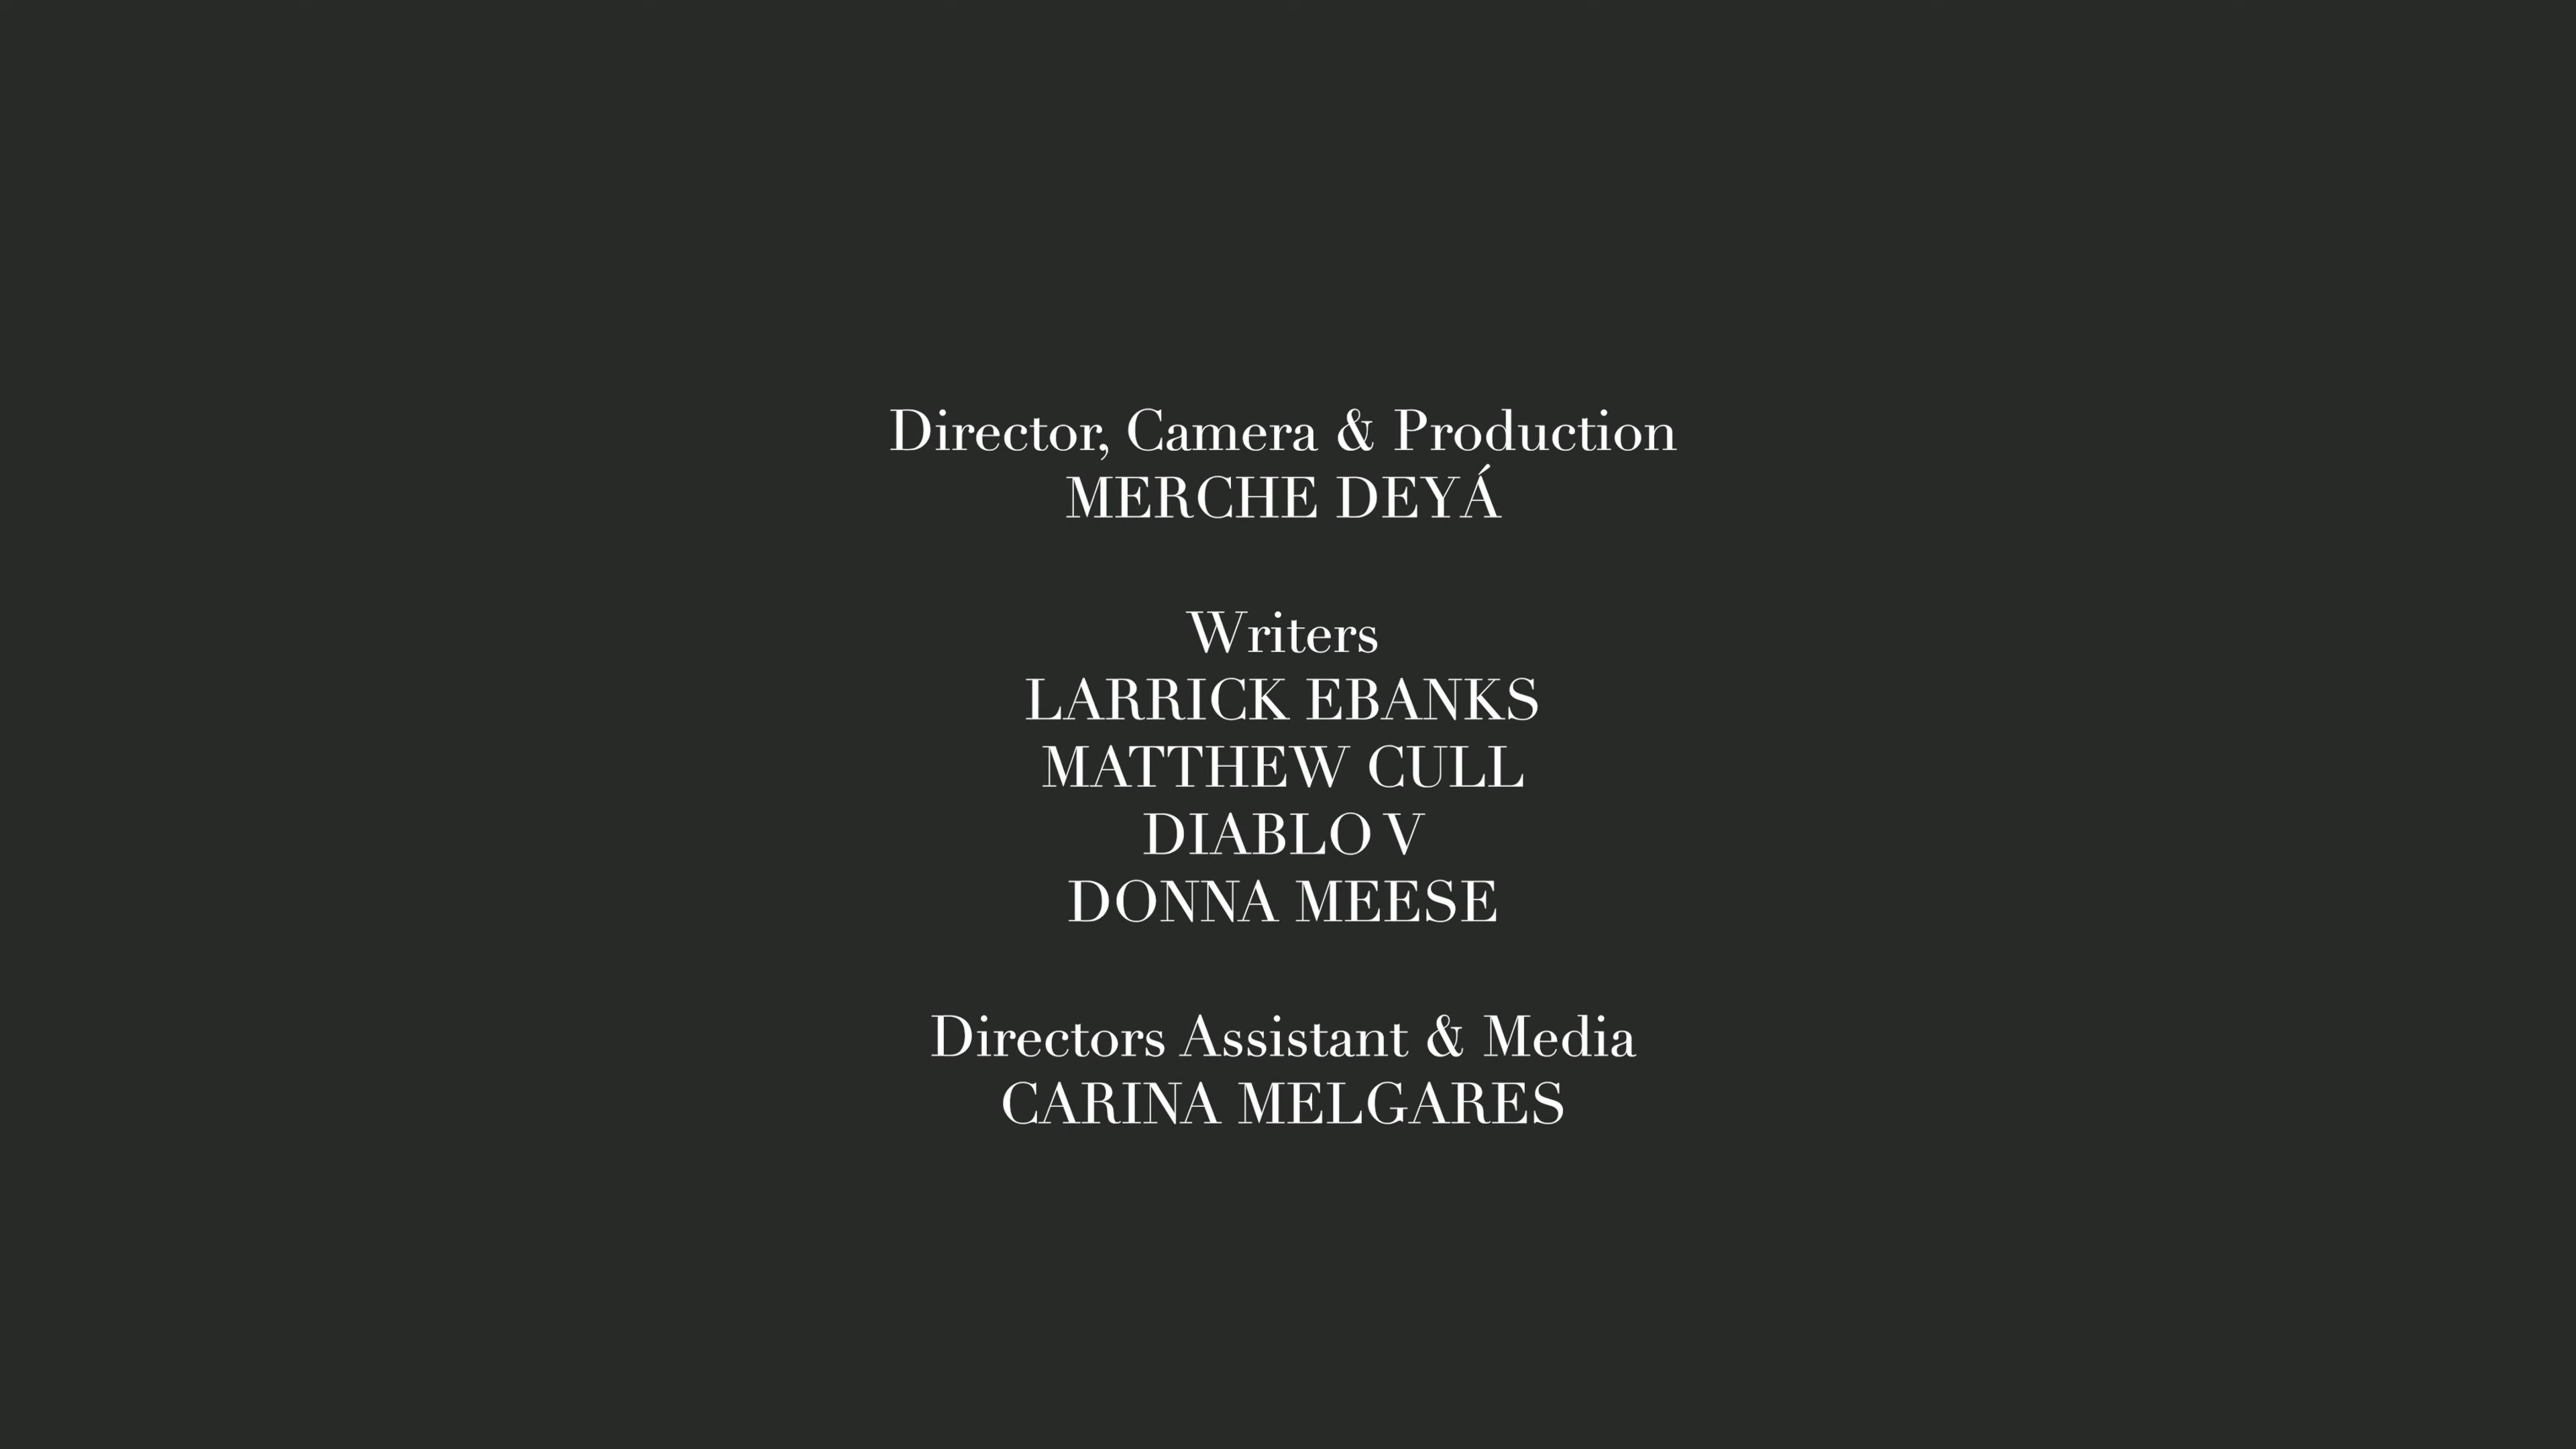 Director, Camera & Production
MERCHE DEYÁ
Writers
LARRICK EBANKS
MATTHEW CULL
DIABLO V
DONNA MEESE
Directors Assistant & Media
CARINA MELGARES